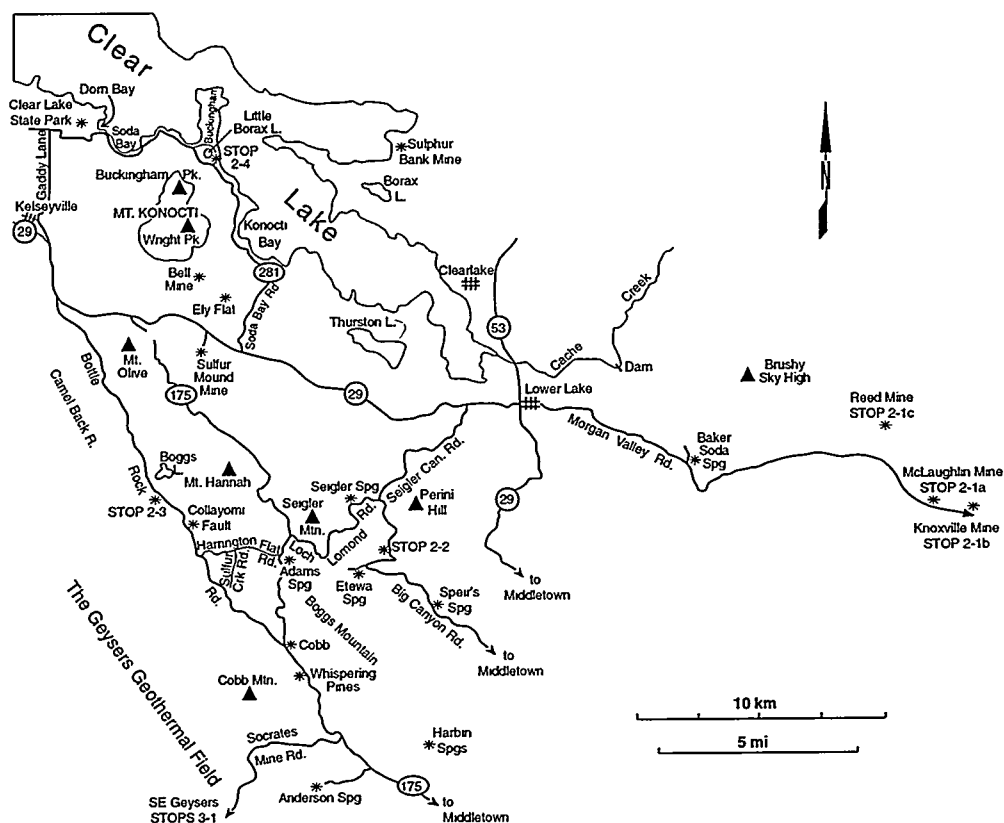 Clear
Lake
Dorn Bay
Clear Lake
State Park
Soda
Bay
Buckingham
Little
Borax L.
STOP
2-4
Sulphur
Bank Mine
Borax
L.
Gaddy Lane
Kelseyville
29
Buckingham Pk.
MT. KONOCTI
Wright Pk
Konocti
Bay
Bell
Mine
Ely Flat
281
Soda Bay Rd
Clearlake
Thurston L.
53
Creek
Cache
Dam
N
Mt.
Olive
Sulfur
Mound
Mine
175
29
Lower Lake
Brushy
Sky High
Reed Mine
STOP 2-1c
Morgan Valley Rd.
Baker
Soda
Spg
McLaughlin Mine
STOP 2-1a
Knoxville Mine
STOP 2-1b
Bottle
Rock
Rd.
Camel Back R.
Boggs
L.
Mt. Hannah
STOP 2-3
Collayomi
Fault
Seigler Spg
Seigler Can. Rd.
Seigler
Mtn.
Perini
Hill
29
Harrington Flat
Rd.
Loch
Lomond
Rd.
STOP 2-2
Sulfur
Crk Rd.
Adams
Spg
Etewa
Spg
Speir's
Spg
Big Canyon Rd.
to
Middletown
Boggs Mountain
to
Middletown
Cobb
Whispering
Pines
Cobb Mtn.
The Geysers Geothermal Field
10 km
5 mi
Harbin
Spgs
Socrates
Mine Rd.
Anderson Spg
175
to
Middletown
SE Geysers
STOPS 3-1